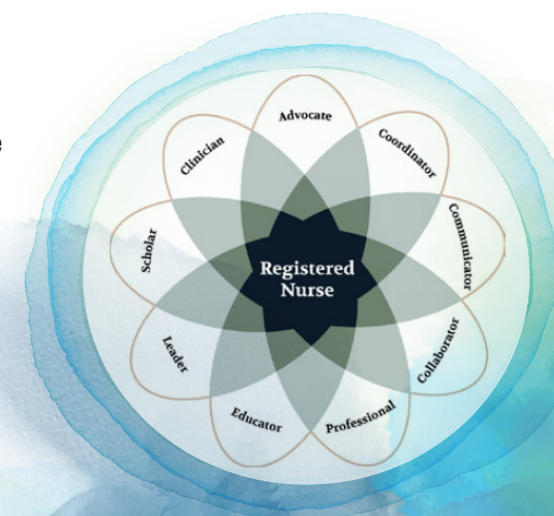 e
Advocate
Coordinator
Communicator
Collaborator
Professional
Educator
Leader
Scholar
Clinician
Registered
Nurse